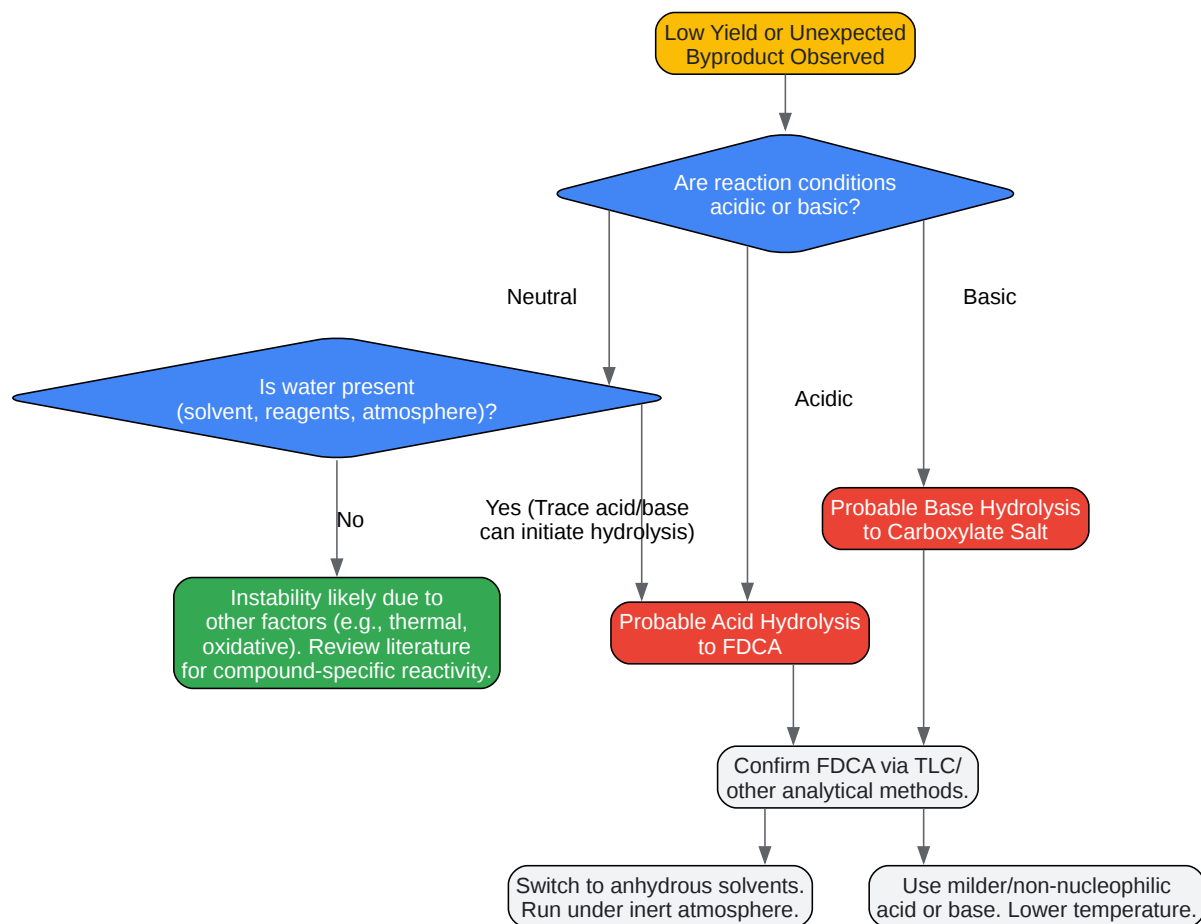 Low Yield or Unexpected
Byproduct Observed
Are reaction conditions
acidic or basic?
Neutral
Basic
Is water present
(solvent, reagents, atmosphere)?
Acidic
No
Yes (Trace acid/base
can initiate hydrolysis)
Probable Base Hydrolysis
to Carboxylate Salt
Instability likely due to
other factors (e.g., thermal,
oxidative). Review literature
for compound-specific reactivity.
Probable Acid Hydrolysis
to FDCA
Confirm FDCA via TLC/
other analytical methods.
Switch to anhydrous solvents.
Run under inert atmosphere.
Use milder/non-nucleophilic
acid or base. Lower temperature.